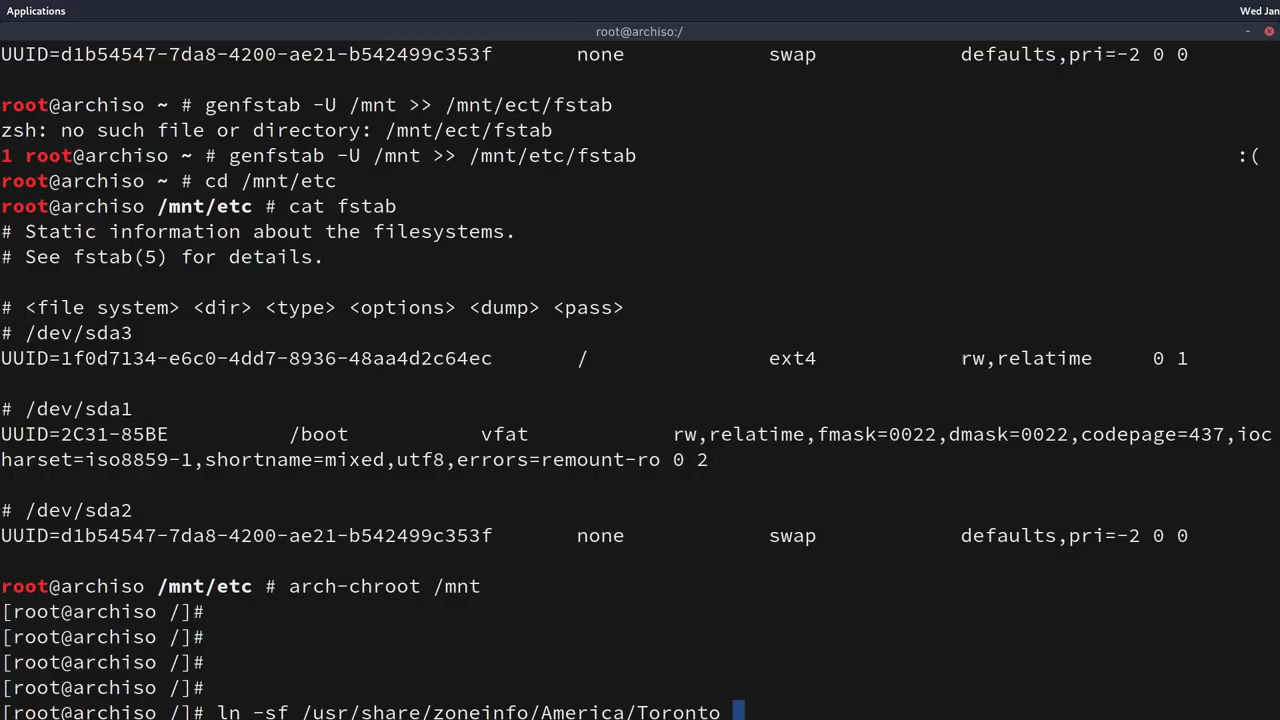 Applications
Wed Jan
root@archiso:/
UUID=d1b54547-7da8-4200-ae21-b542499c353f none swap defaults,pri=-2 0 0
root@archiso ~ # genfstab -U /mnt >> /mnt/ect/fstab
zsh: no such file or directory: /mnt/ect/fstab
1 root@archiso ~ # genfstab -U /mnt >> /mnt/etc/fstab :(
root@archiso ~ # cd /mnt/etc
root@archiso /mnt/etc # cat fstab
# Static information about the filesystems.
# See fstab(5) for details.
# <file system> <dir> <type> <options> <dump> <pass>
# /dev/sda3
UUID=1f0d7134-e6c0-4dd7-8936-48aa4d2c64ec / ext4 rw,relatime 0 1
# /dev/sda1
UUID=2C31-85BE /boot vfat rw,relatime,fmask=0022,dmask=0022,codepage=437,ioc
harset=iso8859-1,shortname=mixed,utf8,errors=remount-ro 0 2
# /dev/sda2
UUID=d1b54547-7da8-4200-ae21-b542499c353f none swap defaults,pri=-2 0 0
root@archiso /mnt/etc # arch-chroot /mnt
[root@archiso /]#
[root@archiso /]#
[root@archiso /]#
[root@archiso /]#
[root@archiso /]# ln -sf /usr/share/zoneinfo/America/Toronto